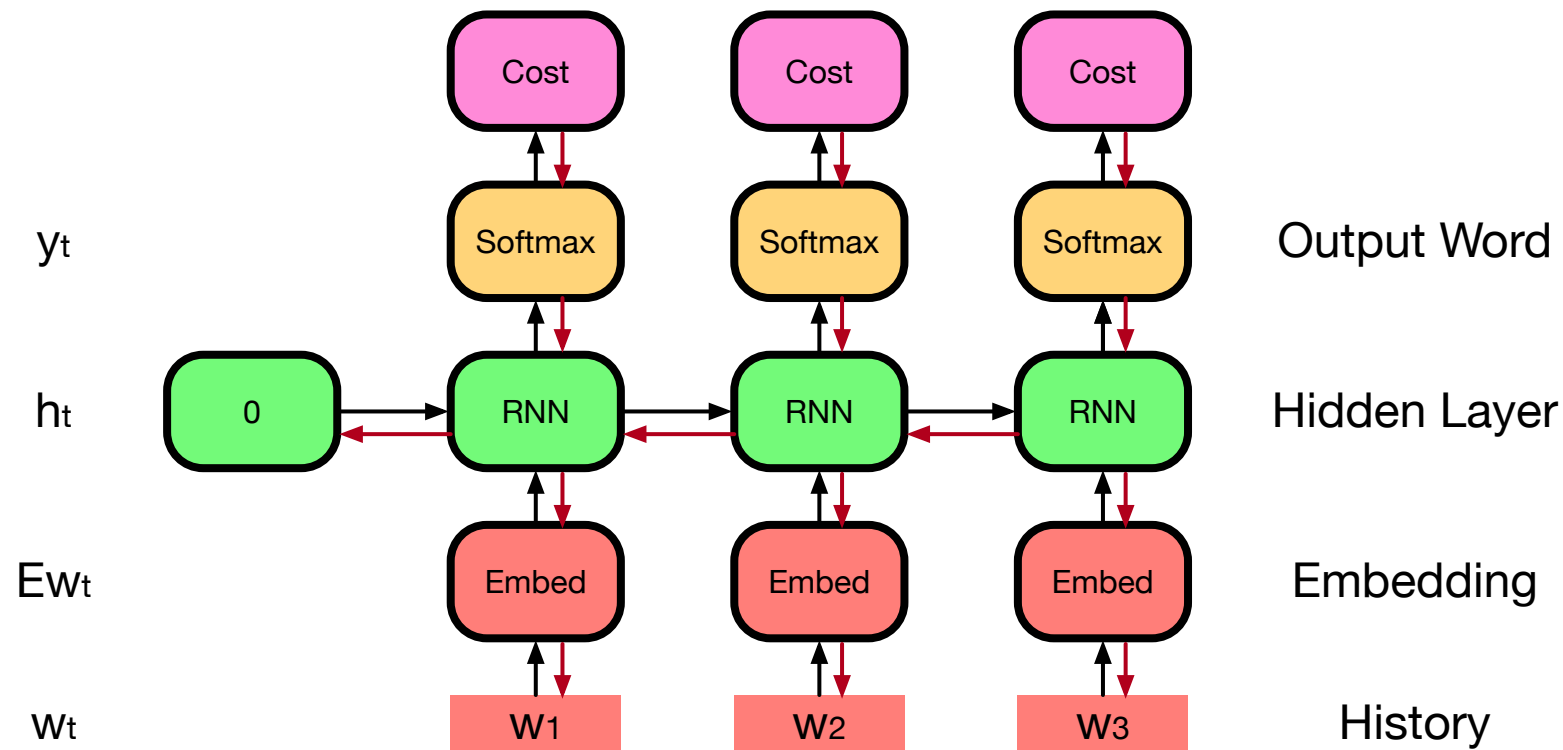 Cost Cost Cost
yt Softmax Softmax Softmax Output Word
ht 0 RNN RNN RNN Hidden Layer
Ewt Embed Embed Embed Embedding
wt w1 w2 w3 History